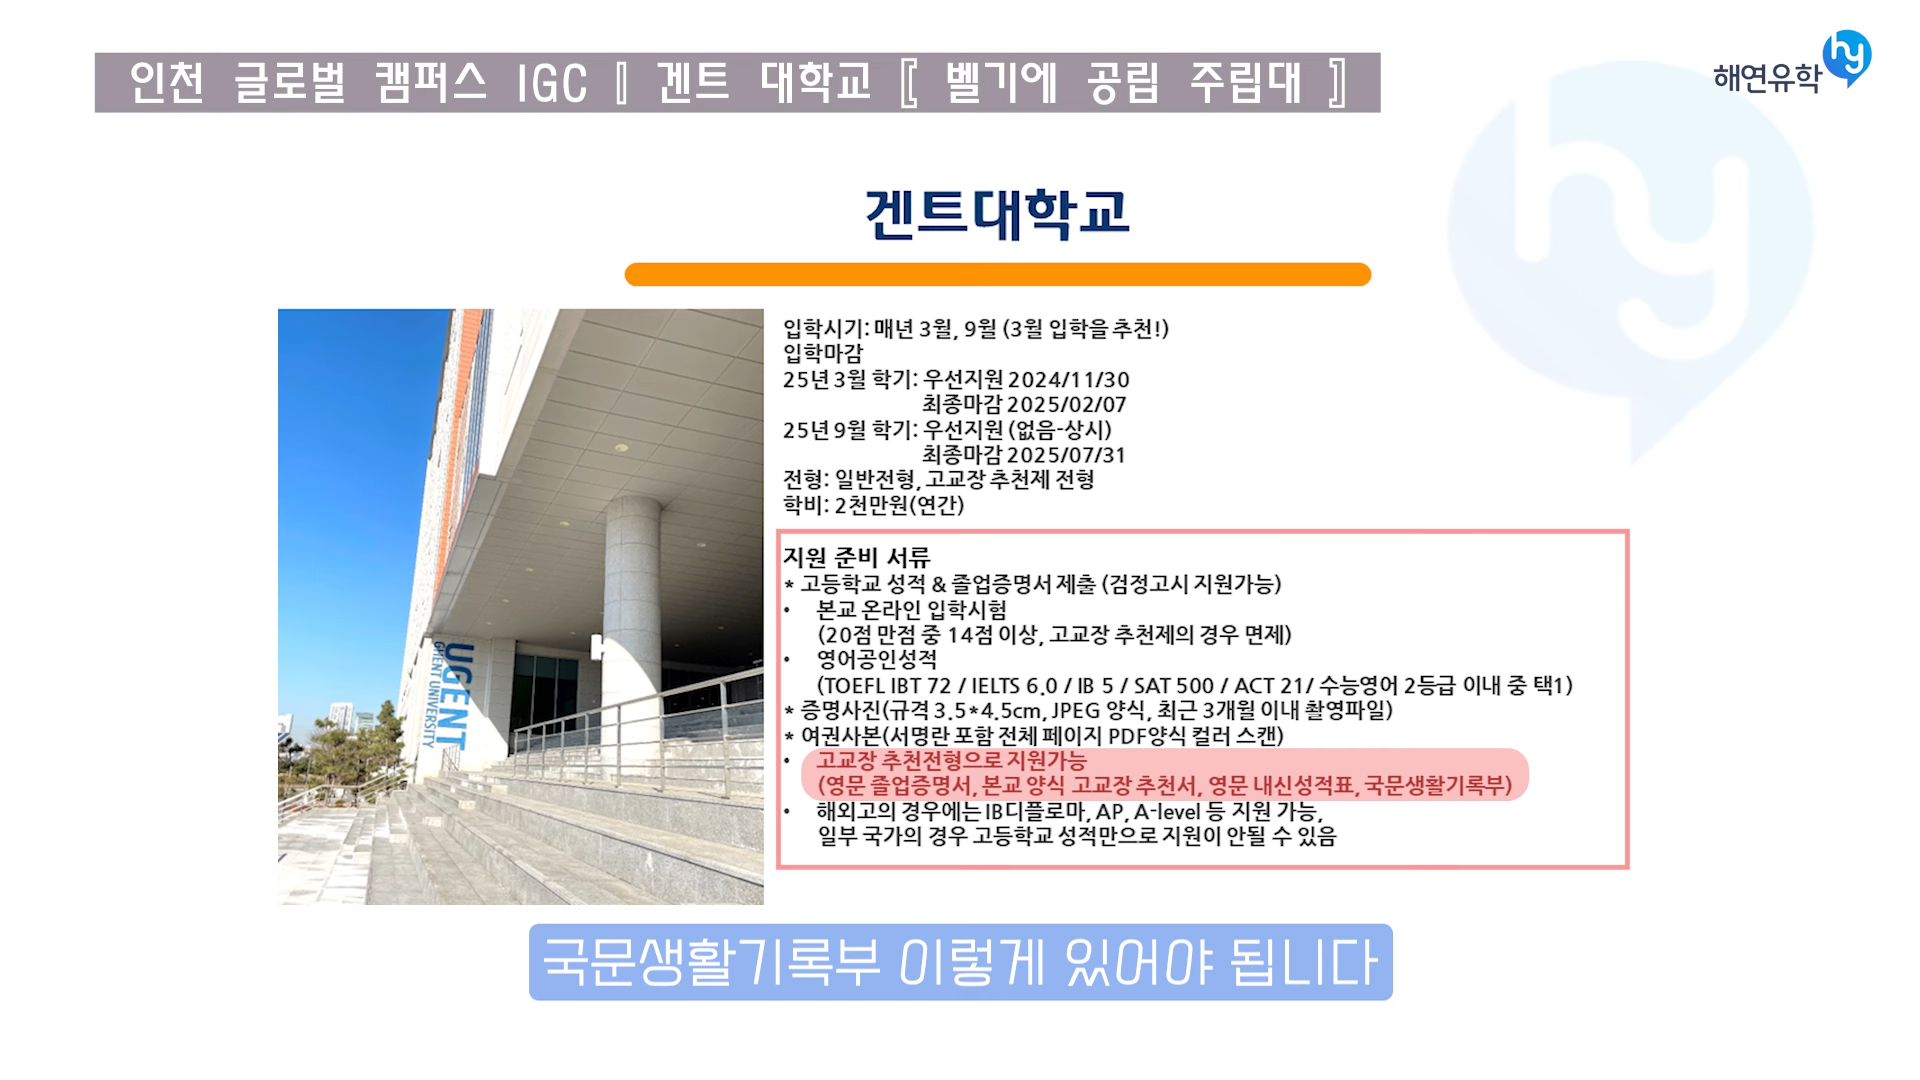 인천 글로벌 캠퍼스 IGC ▯ 겐트 대학교 〚 벨기에 공립 주립대 〛
해연유학 hy
hy
겐트대학교
입학시기: 매년 3월, 9월 (3월 입학을 추천!)
입학마감
25년 3월 학기: 우선지원 2024/11/30
최종마감 2025/02/07
25년 9월 학기: 우선지원 (없음-상시)
최종마감 2025/07/31
전형: 일반전형, 고교장 추천제 전형
학비: 2천만원(연간)
지원 준비 서류
* 고등학교 성적 & 졸업증명서 제출 (검정고시 지원가능)
• 본교 온라인 입학시험
(20점 만점 중 14점 이상, 고교장 추천제의 경우 면제)
• 영어공인성적
(TOEFL IBT 72 / IELTS 6.0 / IB 5 / SAT 500 / ACT 21/ 수능영어 2등급 이내 중 택1)
* 증명사진(규격 3.5*4.5cm, JPEG 양식, 최근 3개월 이내 촬영파일)
* 여권사본(서명란 포함 전체 페이지 PDF양식 컬러 스캔)
• 고교장 추천전형으로 지원가능
(영문 졸업증명서, 본교 양식 고교장 추천서, 영문 내신성적표, 국문생활기록부)
• 해외고의 경우에는 IB디플로마, AP, A-level 등 지원 가능,
일부 국가의 경우 고등학교 성적만으로 지원이 안될 수 있음
UGENT
GHENT UNIVERSITY
국문생활기록부 이렇게 있어야 됩니다